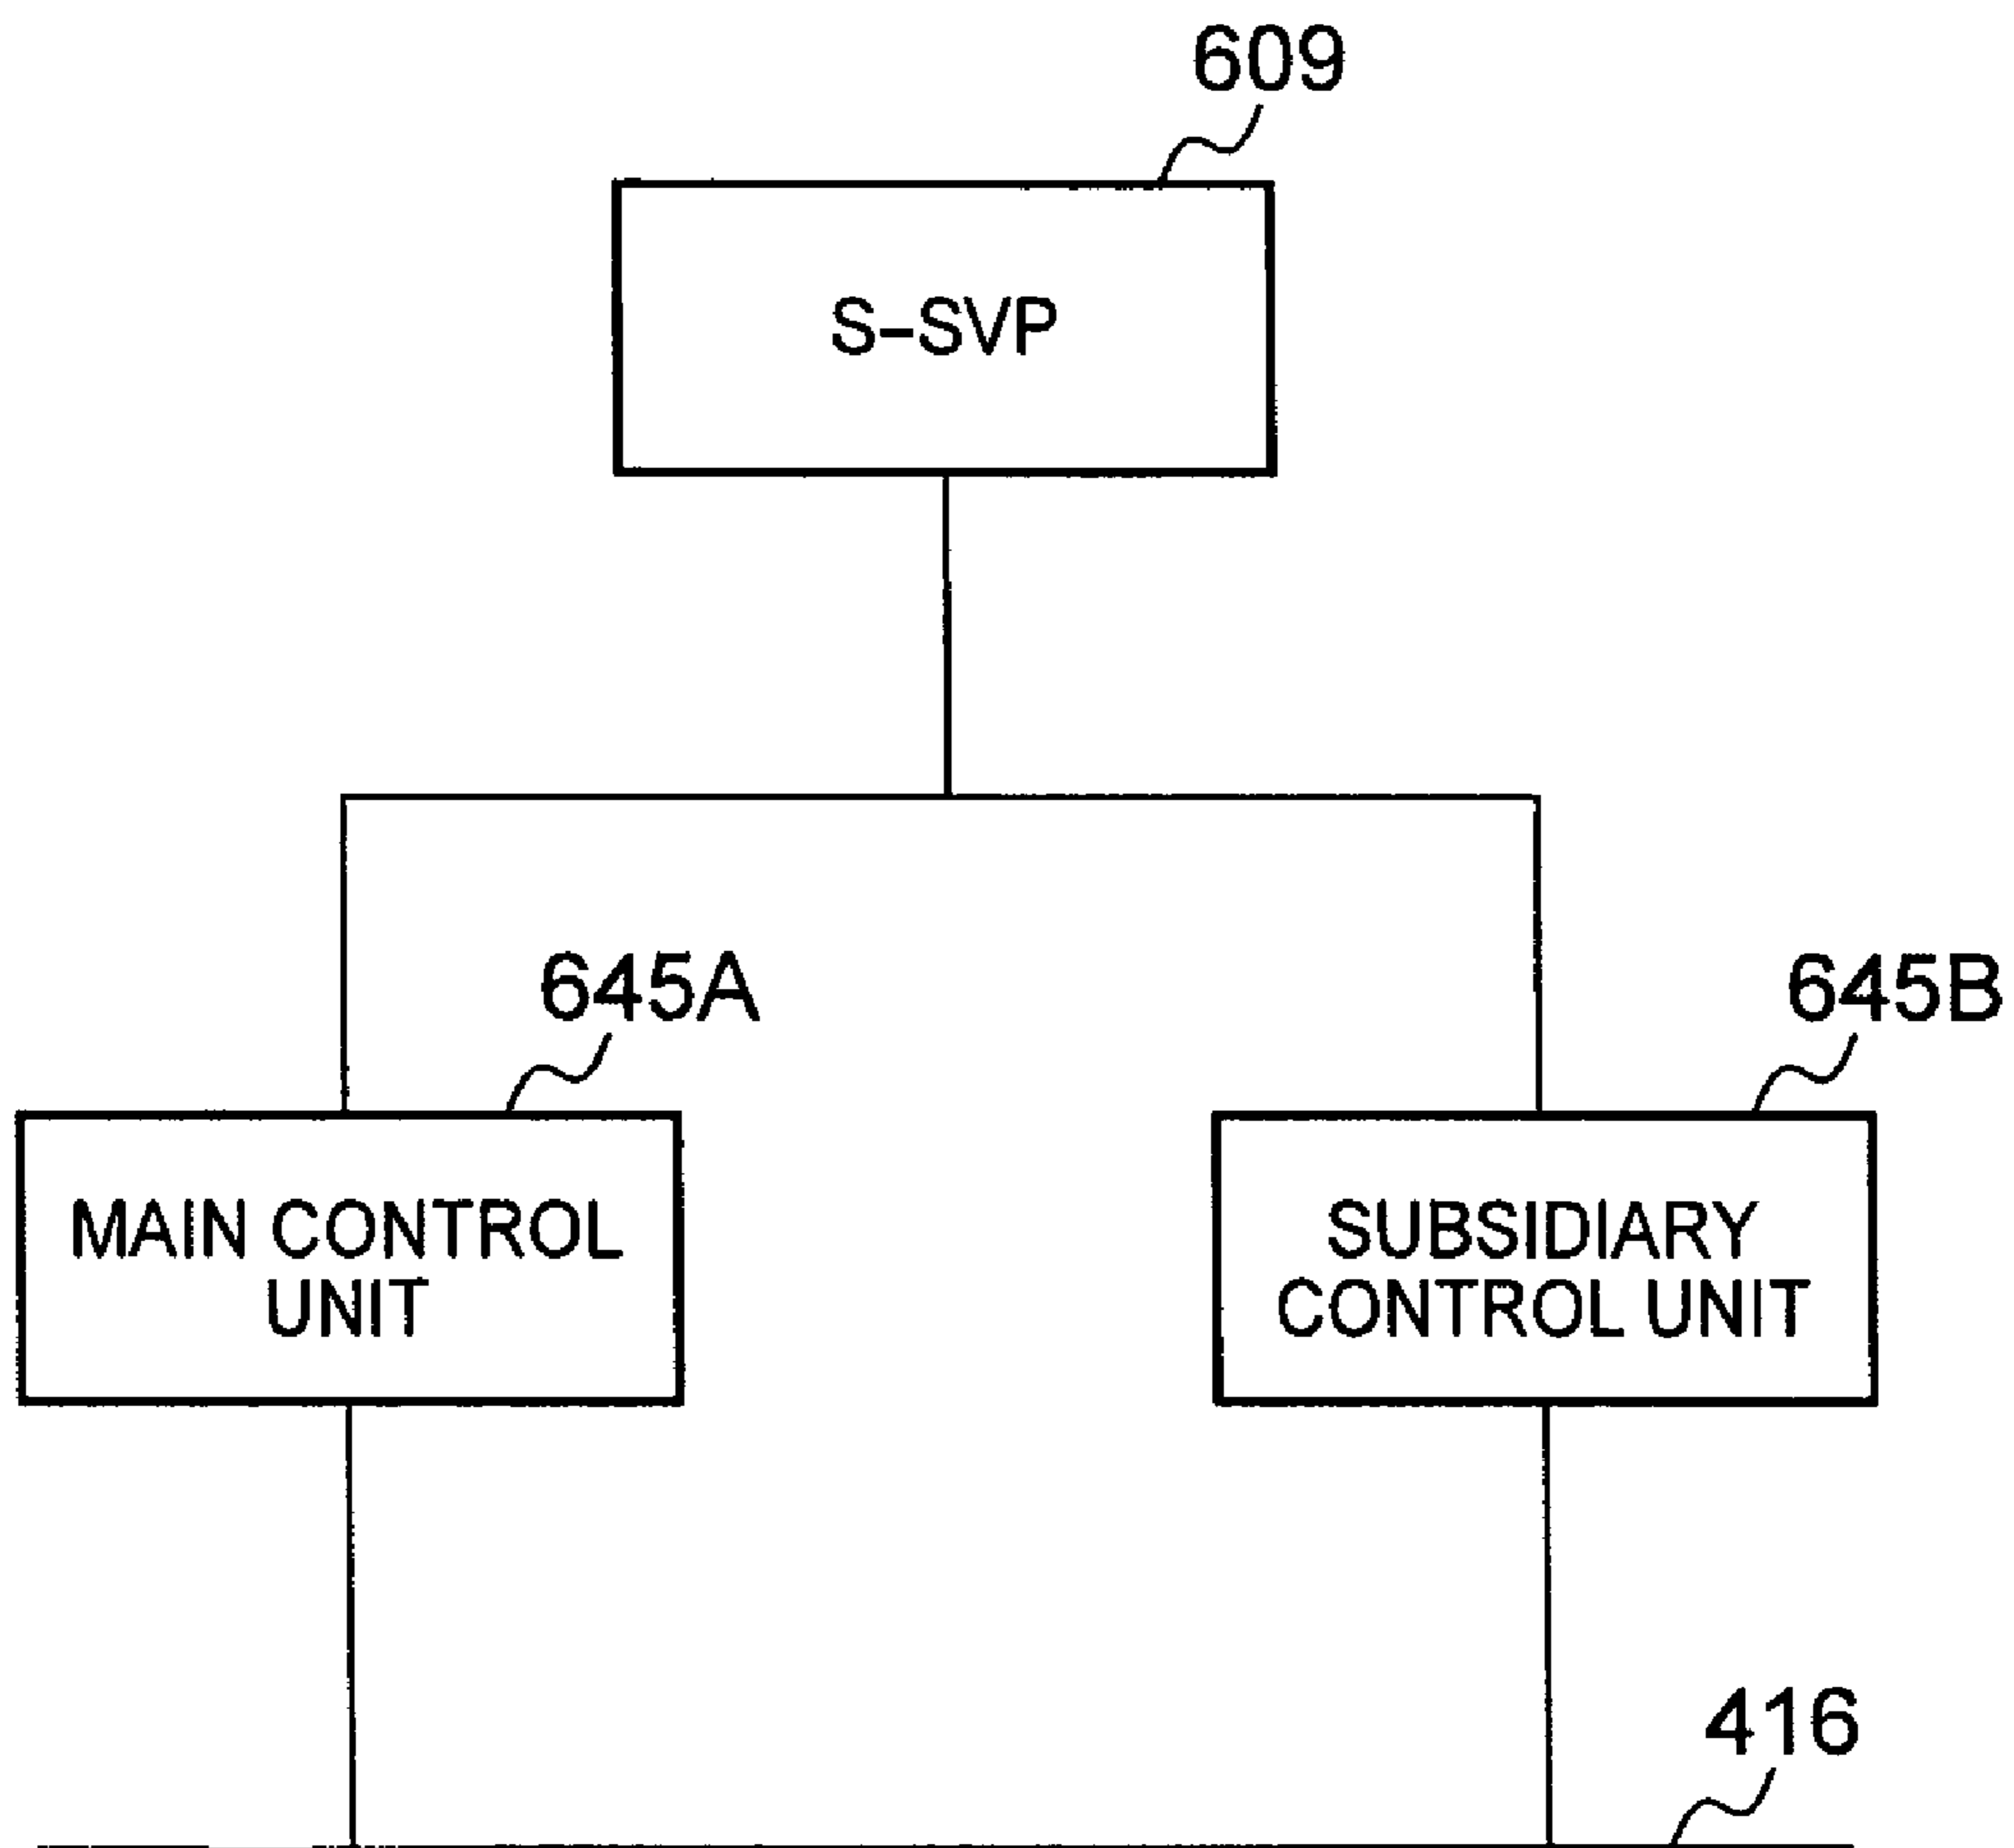 609
S-SVP
645A
645B
MAIN CONTROL
UNIT
SUBSIDIARY
CONTROL UNIT
416